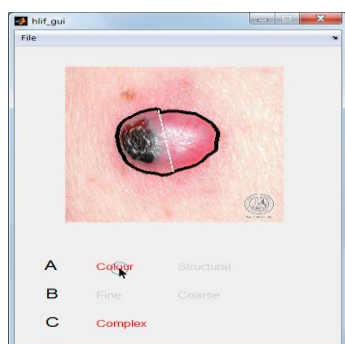 hlif_gui
File
A Colour Structural
B Fine Coarse
C Complex